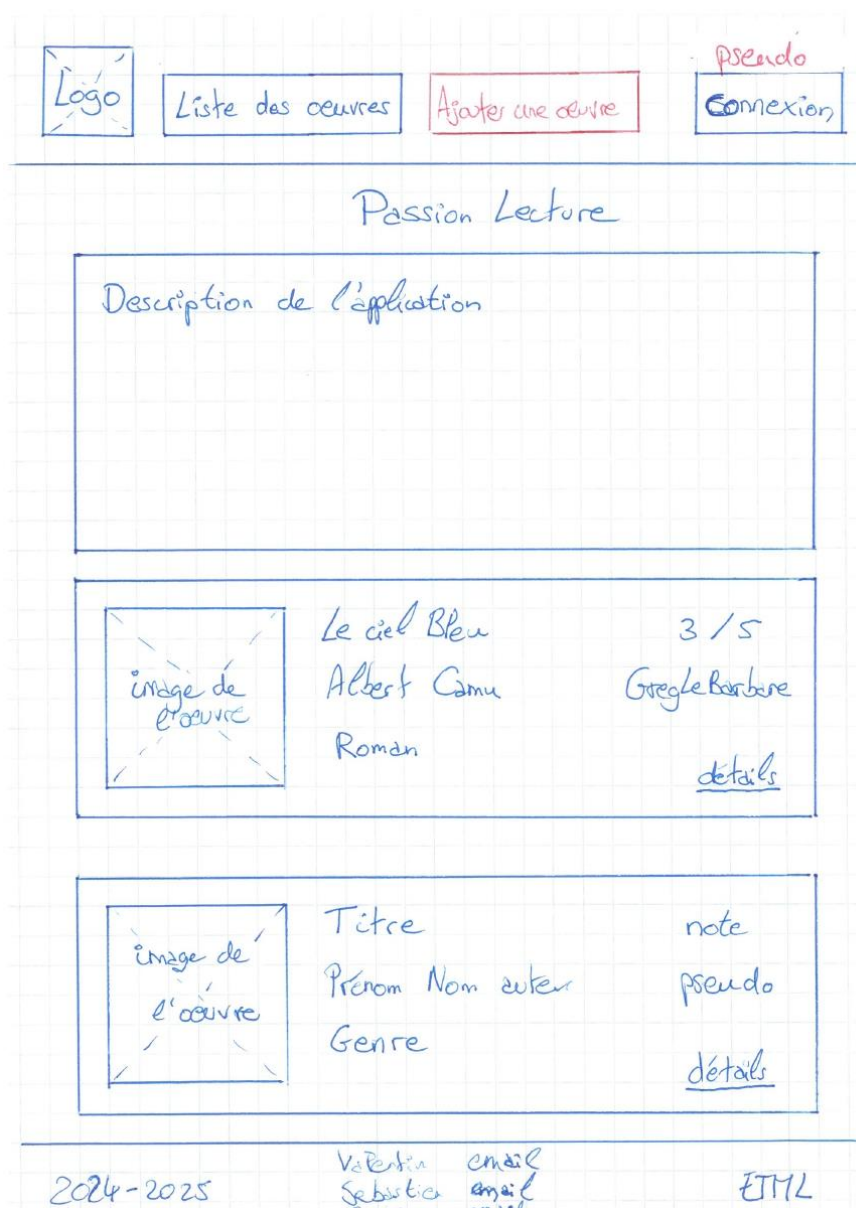 pseudo
Logo
Liste des oeuvres
Ajouter une oeuvre
Connexion
Passion Lecture
Description de l'application
image de
l'oeuvre
Le ciel Bleu
3 / 5
Albert Camu
GregLeBarbare
Roman
détails
image de
l'oeuvre
Titre
note
Prénom Nom auteur
pseudo
Genre
détails
2024-2025
Valentin email
Sebastien email
ETML